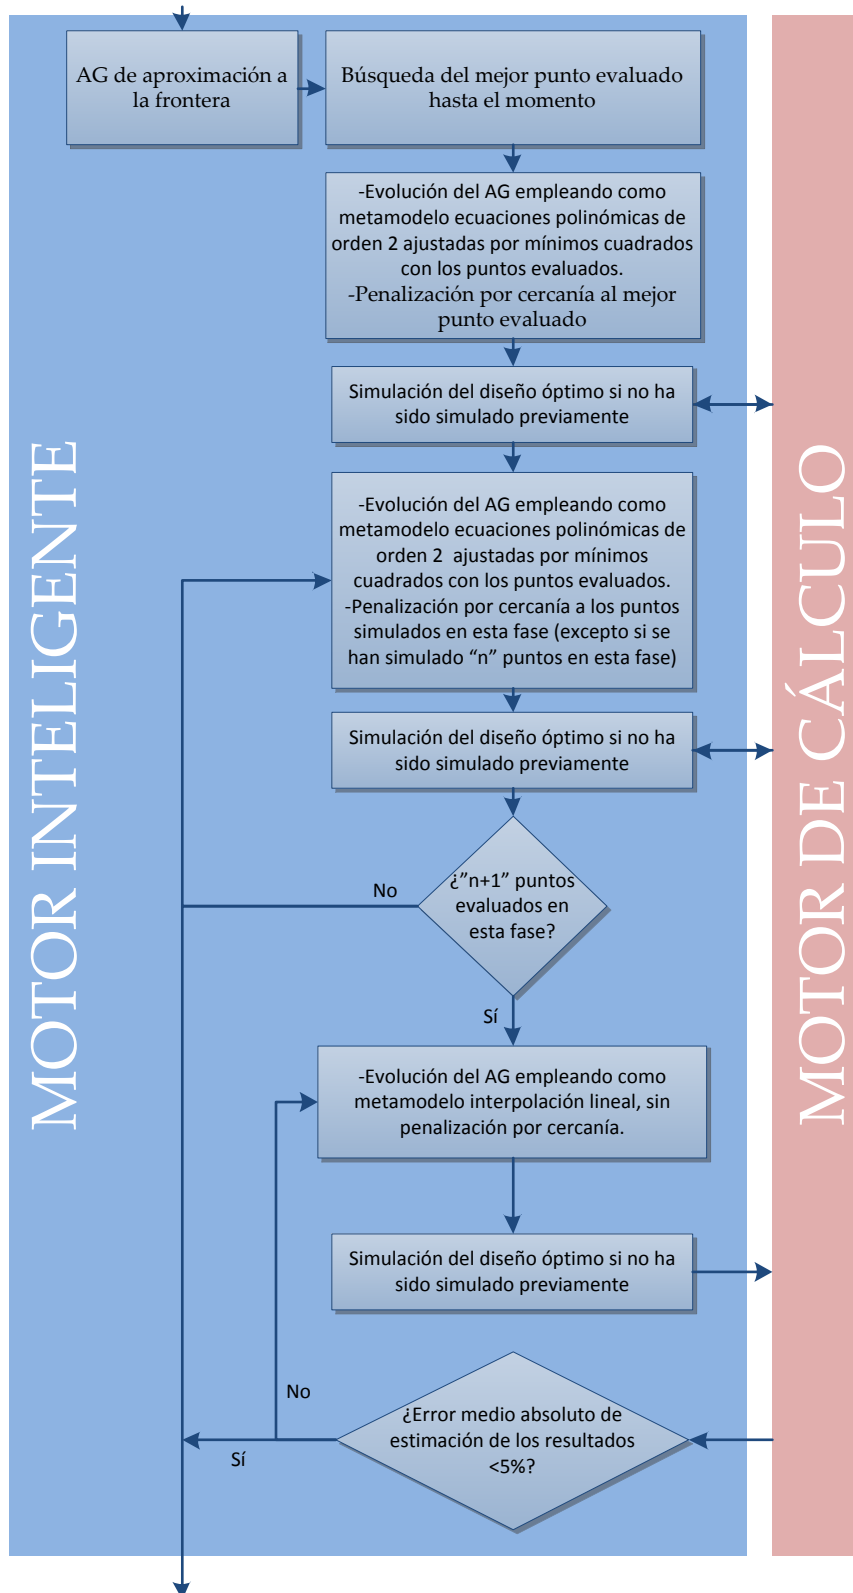 AG de aproximación a
la frontera
Búsqueda del mejor punto evaluado
hasta el momento
-Evolución del AG empleando como
metamodelo ecuaciones polinómicas de
orden 2 ajustadas por mínimos cuadrados
con los puntos evaluados.
-Penalización por cercanía al mejor
punto evaluado
Simulación del diseño óptimo si no ha
sido simulado previamente
-Evolución del AG empleando como
metamodelo ecuaciones polinómicas de
orden 2 ajustadas por mínimos
cuadrados con los puntos evaluados.
-Penalización por cercanía a los puntos
simulados en esta fase (excepto si se
han simulado “n” puntos en esta fase)
Simulación del diseño óptimo si no ha
sido simulado previamente
¿”n+1” puntos
evaluados en
esta fase?
No
Sí
-Evolución del AG empleando como
metamodelo interpolación lineal, sin
penalización por cercanía.
Simulación del diseño óptimo si no ha
sido simulado previamente
¿Error medio absoluto de
estimación de los resultados
<5%?
No
Sí
MOTOR INTELIGENTE
MOTOR DE CÁLCULO